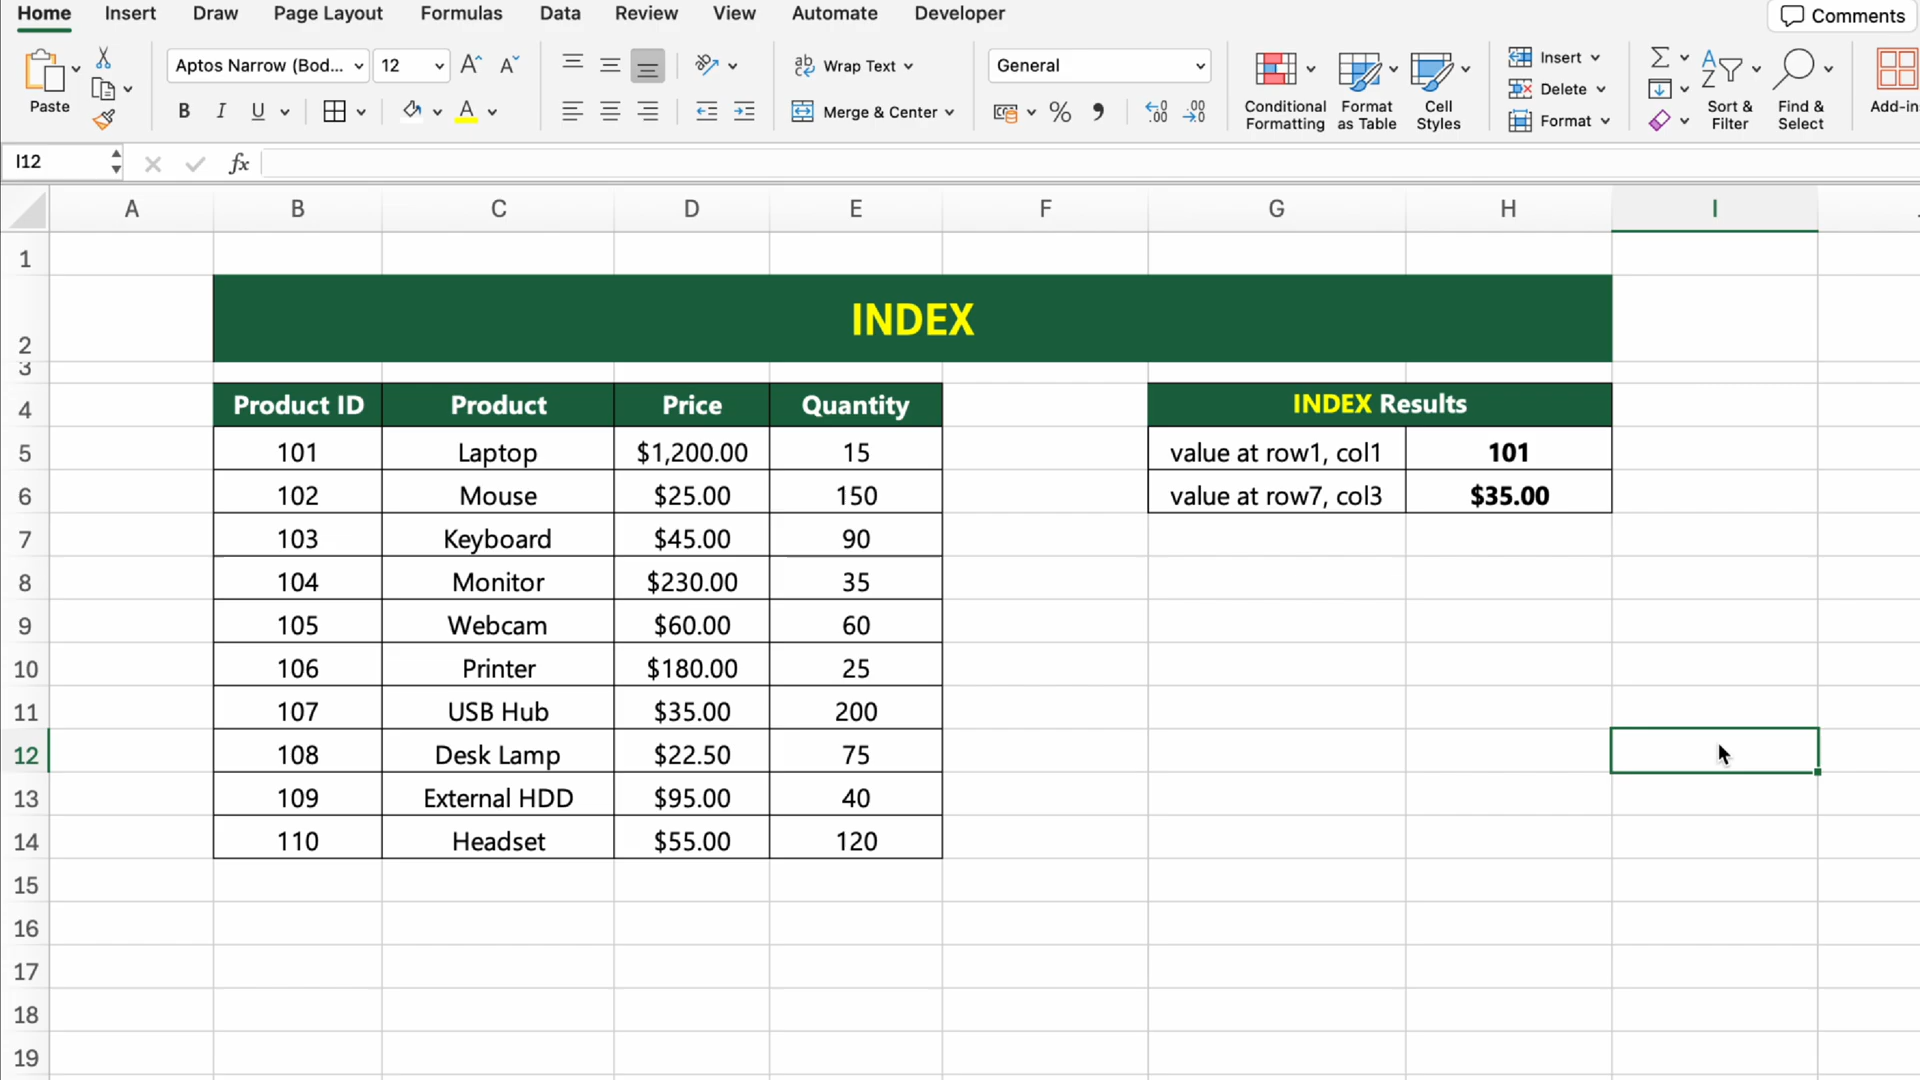 Home Insert Draw Page Layout Formulas Data Review View Automate Developer Comments
Paste
Aptos Narrow (Bod... 12
B I U A
Wrap Text
Merge & Center
General
% .00 .00
Conditional Formatting
Format as Table
Cell Styles
Insert
Delete
Format
Sort & Filter
Find & Select
Add-in
I12 fx
A B C D E F G H I
1
2 INDEX
3
4 Product ID Product Price Quantity INDEX Results
5 101 Laptop $1,200.00 15 value at row1, col1 101
6 102 Mouse $25.00 150 value at row7, col3 $35.00
7 103 Keyboard $45.00 90
8 104 Monitor $230.00 35
9 105 Webcam $60.00 60
10 106 Printer $180.00 25
11 107 USB Hub $35.00 200
12 108 Desk Lamp $22.50 75
13 109 External HDD $95.00 40
14 110 Headset $55.00 120
15
16
17
18
19